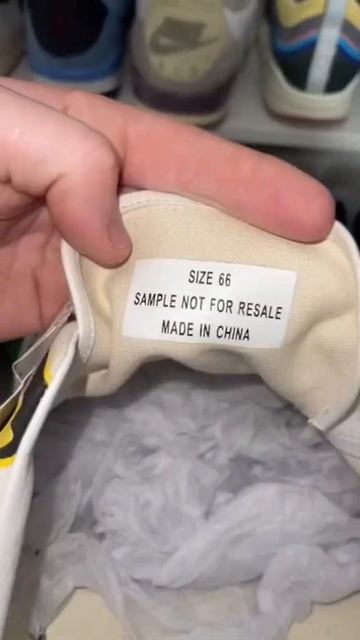 SIZE 66
SAMPLE NOT FOR RESALE
MADE IN CHINA